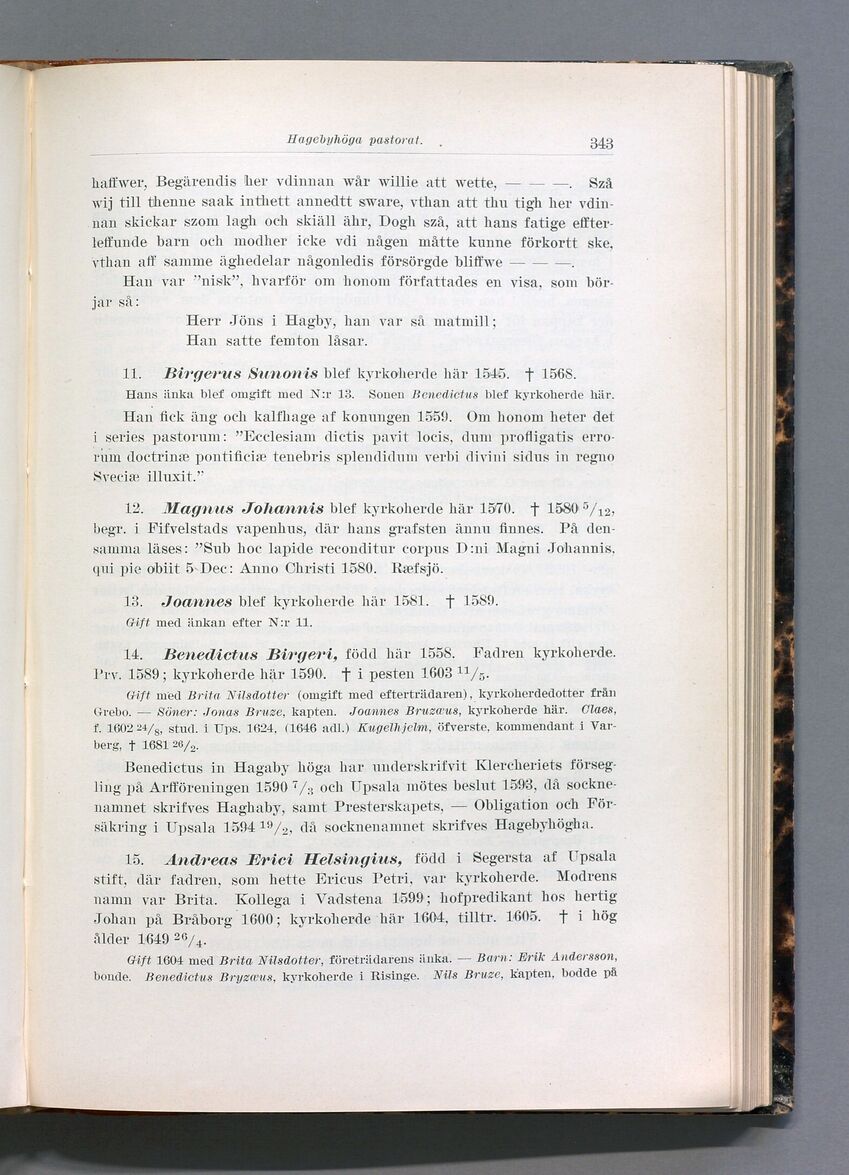 Hagebyhöga pastorat.
343
haffwer, Begärendis her vdinnan wår willie att wette, — — —. Szå
wij till thenne saak inthett annedtt sware, vthan att thu tigh her vdin-
nan skickar szom lagh och skiäll ähr, Dogh szå, att hans fatige effter-
leffunde barn och modher icke vdi någen måtte kunne förkortt ske,
vthan aff samme äghedelar någonledis försörgde bliffwe — — —.
Han var ”nisk”, hvarför om honom författades en visa, som bör-
jar så:
Herr Jöns i Hagby, han var så matmill;
Han satte femton låsar.
11. Birgerus Sunonis blef kyrkoherde här 1545. † 1568.
Hans änka blef omgift med N:r 13. Sonen Benedictus blef kyrkoherde här.
Han fick äng och kalfhage af konungen 1559. Om honom heter det
i series pastorum: ”Ecclesiam dictis pavit locis, dum profligatis erro-
rum doctrinæ pontificiæ tenebris splendidum verbi divini sidus in regno
Sveciæ illuxit.”
12. Magnus Johannis blef kyrkoherde här 1570. † 1580 5/12,
begr. i Fifvelstads vapenhus, där hans grafsten ännu finnes. På den-
samma läses: ”Sub hoc lapide reconditur corpus D:ni Magni Johannis,
qui pie obiit 5 Dec: Anno Christi 1580. Ræfsjö.
13. Joannes blef kyrkoherde här 1581. † 1589.
Gift med änkan efter N:r 11.
14. Benedictus Birgeri, född här 1558. Fadren kyrkoherde.
Prv. 1589; kyrkoherde här 1590. † i pesten 1603 11/5.
Gift med Brita Nilsdotter (omgift med efterträdaren), kyrkoherdedotter från
Grebo. — Söner: Jonas Bruze, kapten. Joannes Bruzæus, kyrkoherde här. Claes,
f. 1602 24/8, stud. i Ups. 1624, (1646 adl.) Kugelhjelm, öfverste, kommendant i Var-
berg, † 1681 26/2.
Benedictus in Hagaby höga har underskrifvit Klercheriets förseg-
ling på Arfföreningen 1590 7/3 och Upsala mötes beslut 1593, då sockne-
namnet skrifves Haghaby, samt Presterskapets, — Obligation och För-
säkring i Upsala 1594 19/2, då socknenamnet skrifves Hagebyhögha.
15. Andreas Erici Helsingius, född i Segersta af Upsala
stift, där fadren, som hette Ericus Petri, var kyrkoherde. Modrens
namn var Brita. Kollega i Vadstena 1599; hofpredikant hos hertig
Johan på Bråborg 1600; kyrkoherde här 1604, tilltr. 1605. † i hög
ålder 1649 26/4.
Gift 1604 med Brita Nilsdotter, företrädarens änka. — Barn: Erik Andersson,
bonde. Benedictus Bryzæus, kyrkoherde i Risinge. Nils Bruze, kapten, bodde på